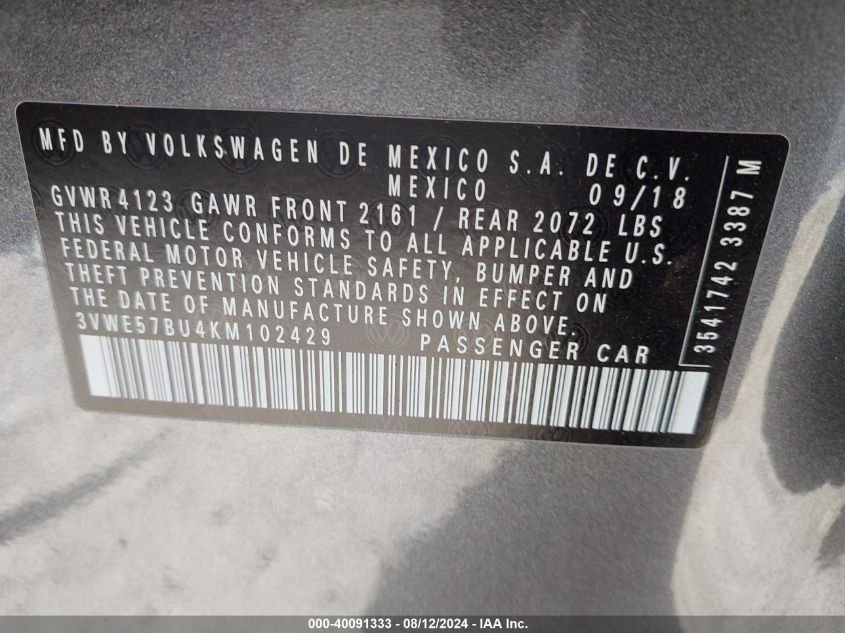 MFD BY VOLKSWAGEN DE MEXICO S.A. DE C.V.
MEXICO 09/18
GVWR 4123 GAWR FRONT 2161 / REAR 2072 LBS
THIS VEHICLE CONFORMS TO ALL APPLICABLE U.S.
FEDERAL MOTOR VEHICLE SAFETY, BUMPER AND
THEFT PREVENTION STANDARDS IN EFFECT ON
THE DATE OF MANUFACTURE SHOWN ABOVE.
3VWE57BU4KM102429 PASSENGER CAR
3541742 3387 M
000-40091333 - 08/12/2024 - IAA Inc.